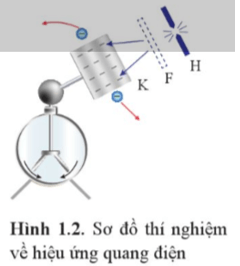 H
F
K
Hình 1.2. Sơ đồ thí nghiệm
về hiệu ứng quang điện